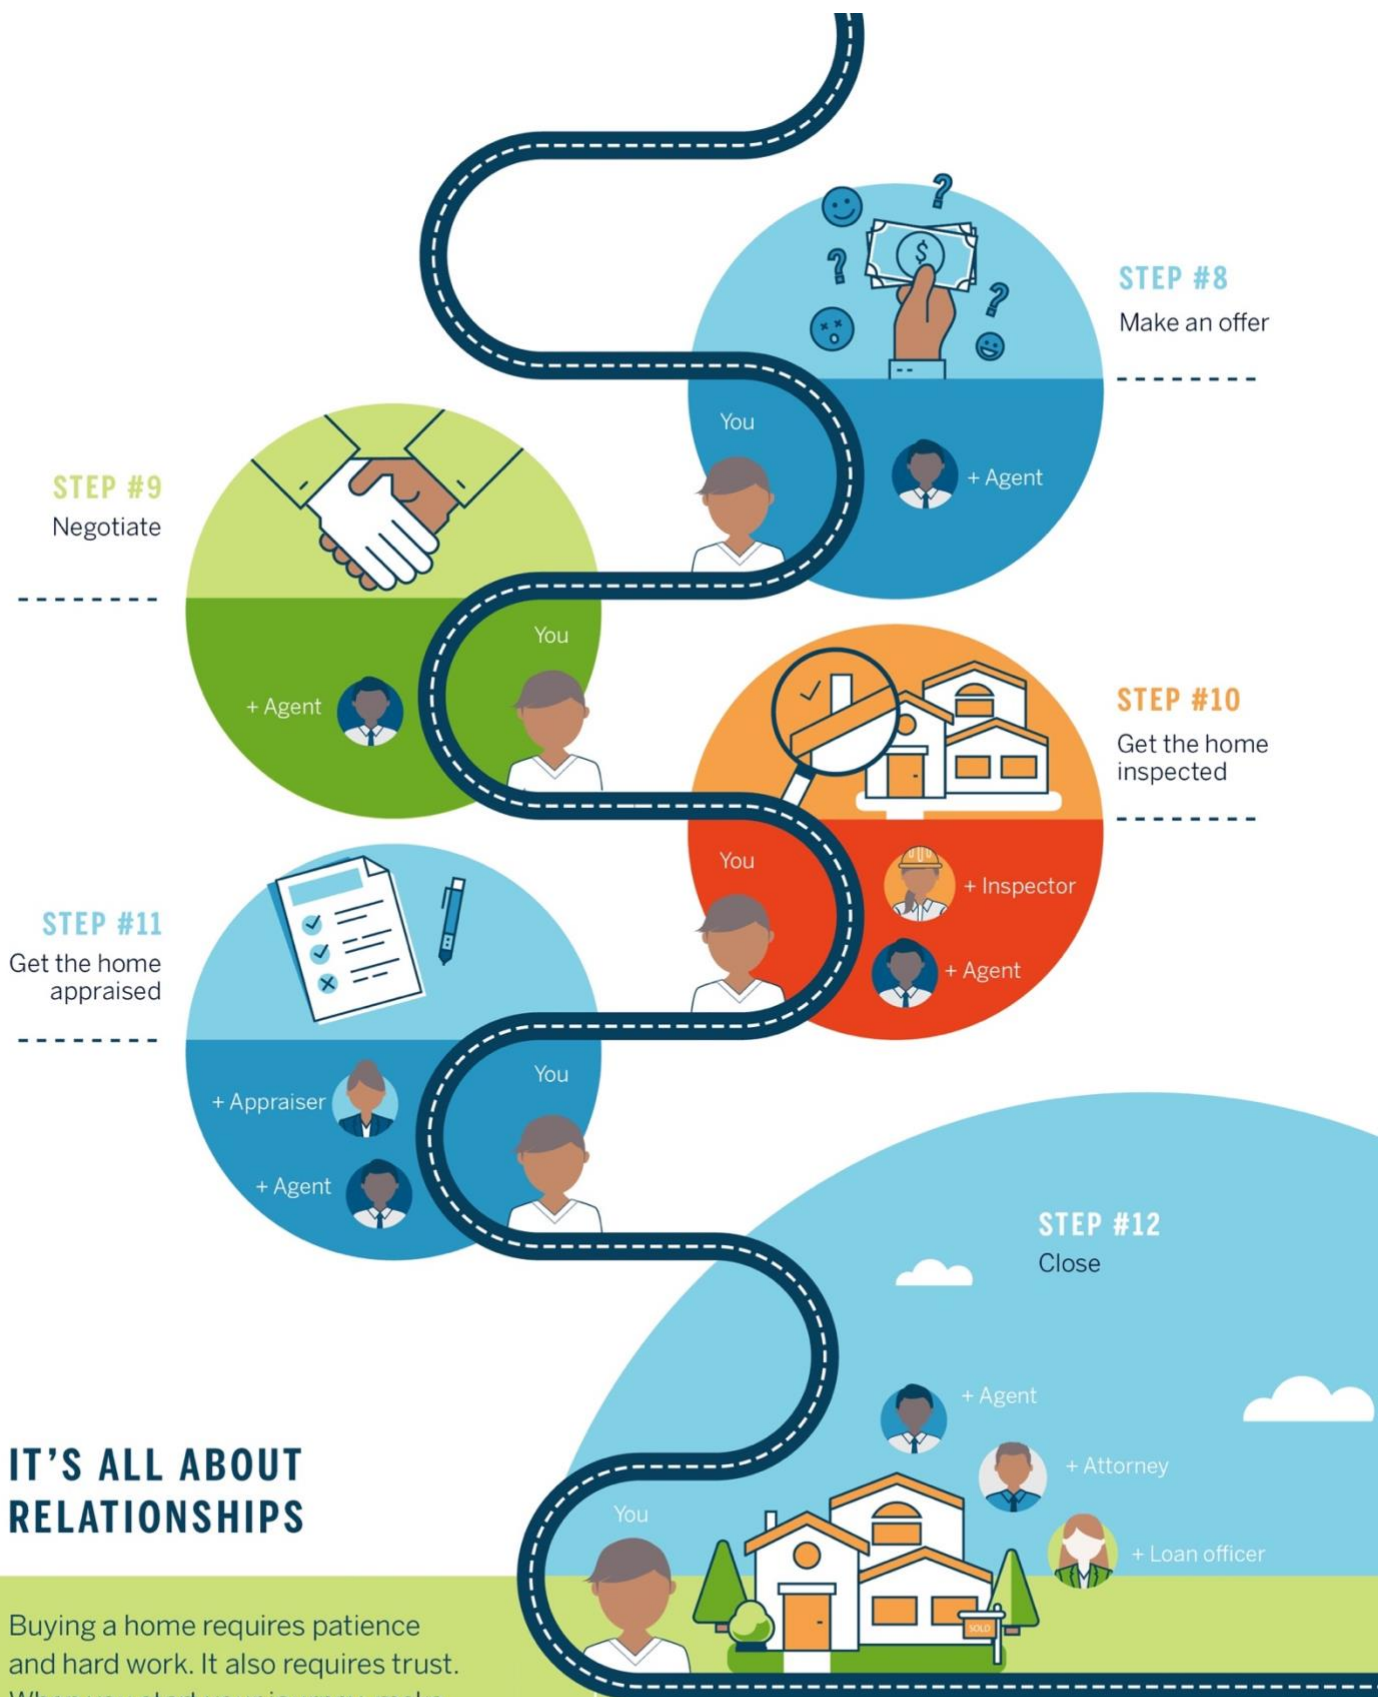 STEP #8
Make an offer
You
+ Agent
STEP #9
Negotiate
You
+ Agent
STEP #10
Get the home
inspected
You
+ Inspector
+ Agent
STEP #11
Get the home
appraised
You
+ Appraiser
+ Agent
STEP #12
Close
+ Agent
+ Attorney
+ Loan officer
You
SOLD
IT'S ALL ABOUT
RELATIONSHIPS
Buying a home requires patience
and hard work. It also requires trust.